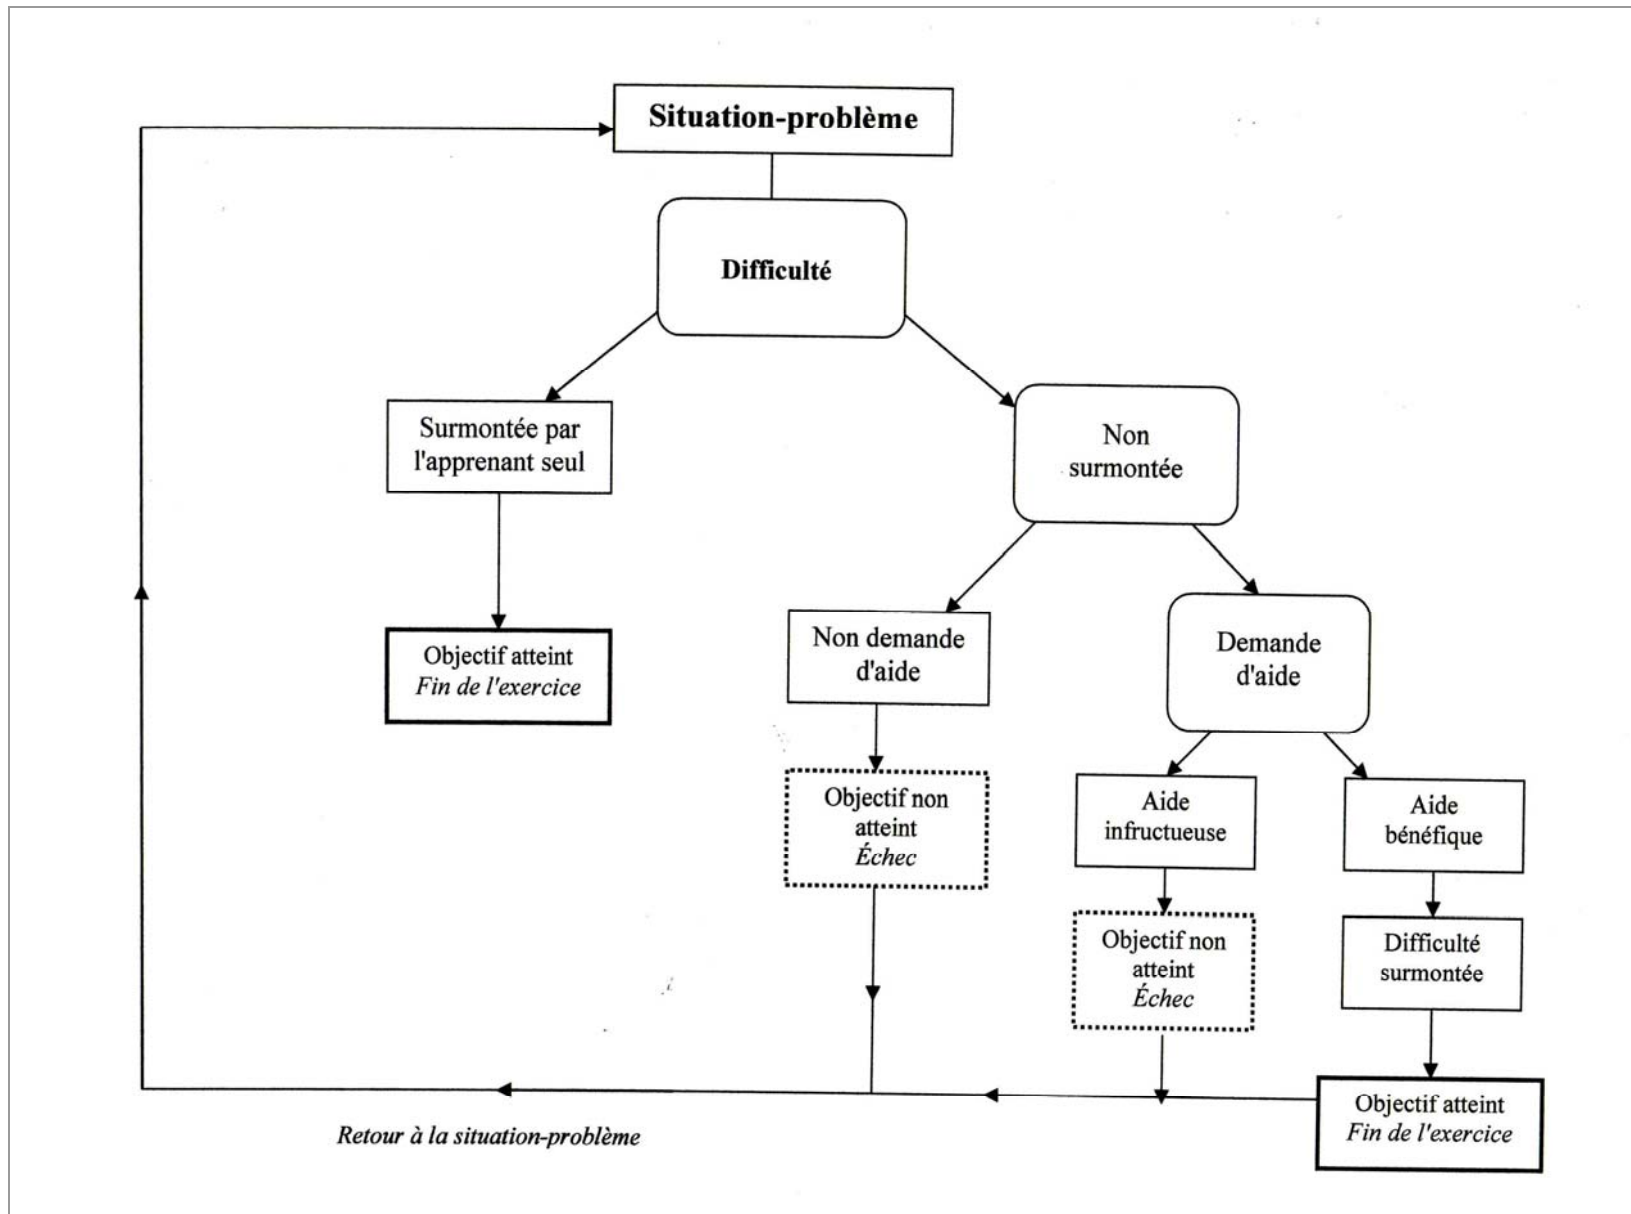 Situation-problème
Difficulté
Surmontée par
l'apprenant seul
Non
surmontée
Objectif atteint
Fin de l'exercice
Non demande
d'aide
Demande
d'aide
Objectif non
atteint
Échec
Aide
infructueuse
Aide
bénéfique
Objectif non
atteint
Échec
Difficulté
surmontée
Objectif atteint
Fin de l'exercice
Retour à la situation-problème